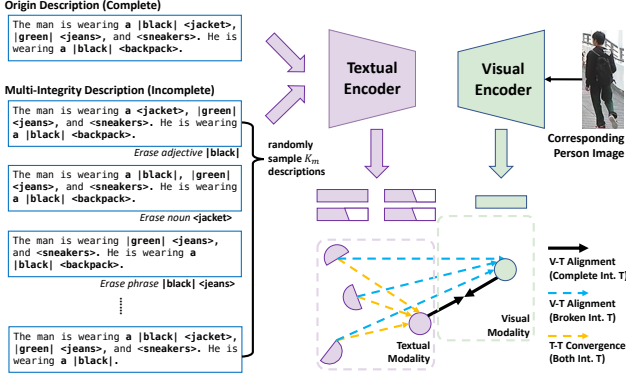 Origin Description (Complete)
The man is wearing a |black| <jacket>,
|green| <jeans>, and <sneakers>. He is
wearing a |black| <backpack>.
Multi-Integrity Description (Incomplete)
The man is wearing a <jacket>, |green|
<jeans>, and <sneakers>. He is wearing
a |black| <backpack>.
Erase adjective |black|
The man is wearing a |black|, |green|
<jeans>, and <sneakers>. He is wearing
a |black| <backpack>.
Erase noun <jacket>
The man is wearing |green| <jeans>,
and <sneakers>. He is wearing a
|black| <backpack>.
Erase phrase |black| <jeans>
The man is wearing a |black| <jacket>,
|green| <jeans>, and <sneakers>. He is
wearing a |black|.
randomly
sample Km
descriptions
Textual
Encoder
Visual
Encoder
Corresponding
Person Image
Textual
Modality
Visual
Modality
V-T Alignment
(Complete Int. T)
V-T Alignment
(Broken Int. T)
T-T Convergence
(Both Int. T)